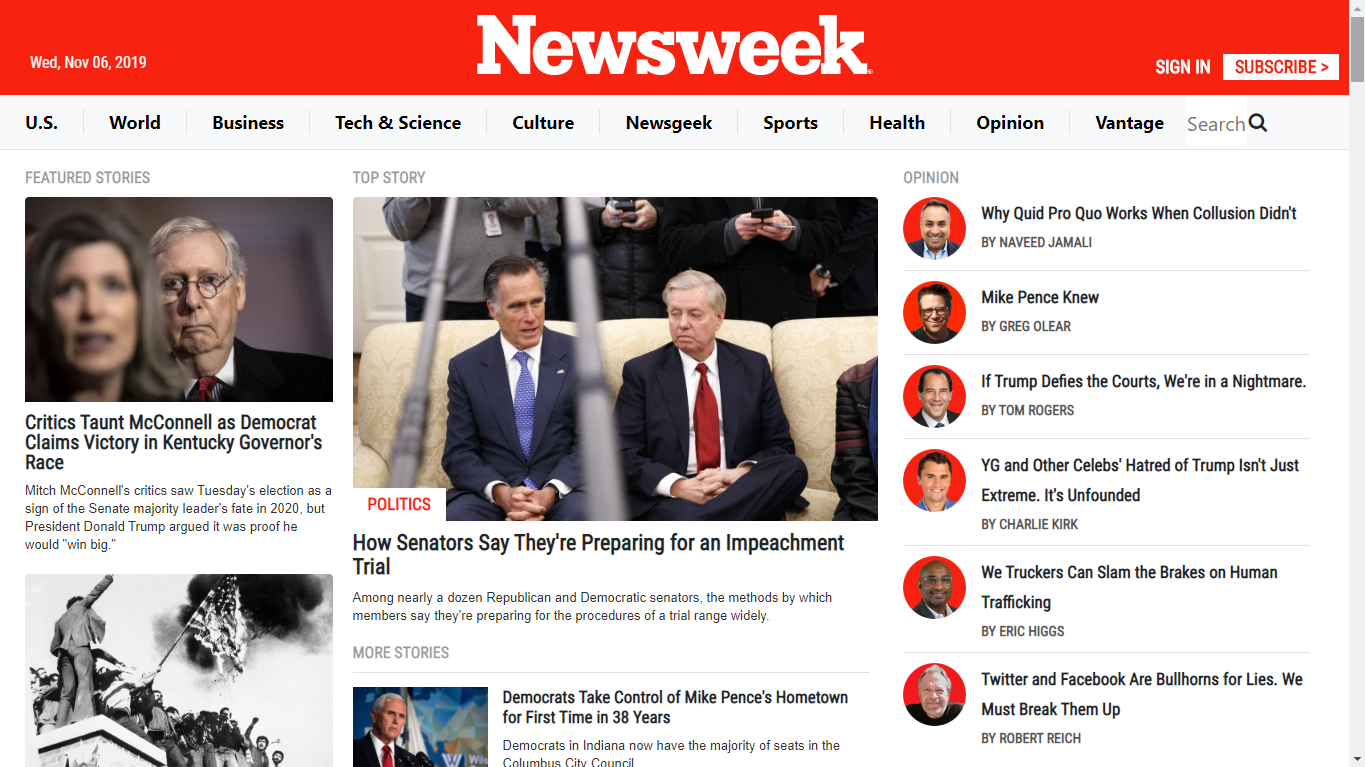 Newsweek
Wed, Nov 06, 2019
SIGN IN
SUBSCRIBE >
U.S.
World
Business
Tech & Science
Culture
Newsgeek
Sports
Health
Opinion
Vantage
Search
FEATURED STORIES
Critics Taunt McConnell as Democrat
Claims Victory in Kentucky Governor's
Race
Mitch McConnell's critics saw Tuesday's election as a
sign of the Senate majority leader's fate in 2020, but
President Donald Trump argued it was proof he
would "win big."
TOP STORY
POLITICS
How Senators Say They're Preparing for an Impeachment
Trial
Among nearly a dozen Republican and Democratic senators, the methods by which
members say they're preparing for the procedures of a trial range widely.
MORE STORIES
Democrats Take Control of Mike Pence's Hometown
for First Time in 38 Years
Democrats in Indiana now have the majority of seats in the
Columbus City Council
OPINION
Why Quid Pro Quo Works When Collusion Didn't
BY NAVEED JAMALI
Mike Pence Knew
BY GREG OLEAR
If Trump Defies the Courts, We're in a Nightmare.
BY TOM ROGERS
YG and Other Celebs' Hatred of Trump Isn't Just
Extreme. It's Unfounded
BY CHARLIE KIRK
We Truckers Can Slam the Brakes on Human
Trafficking
BY ERIC HIGGS
Twitter and Facebook Are Bullhorns for Lies. We
Must Break Them Up
BY ROBERT REICH